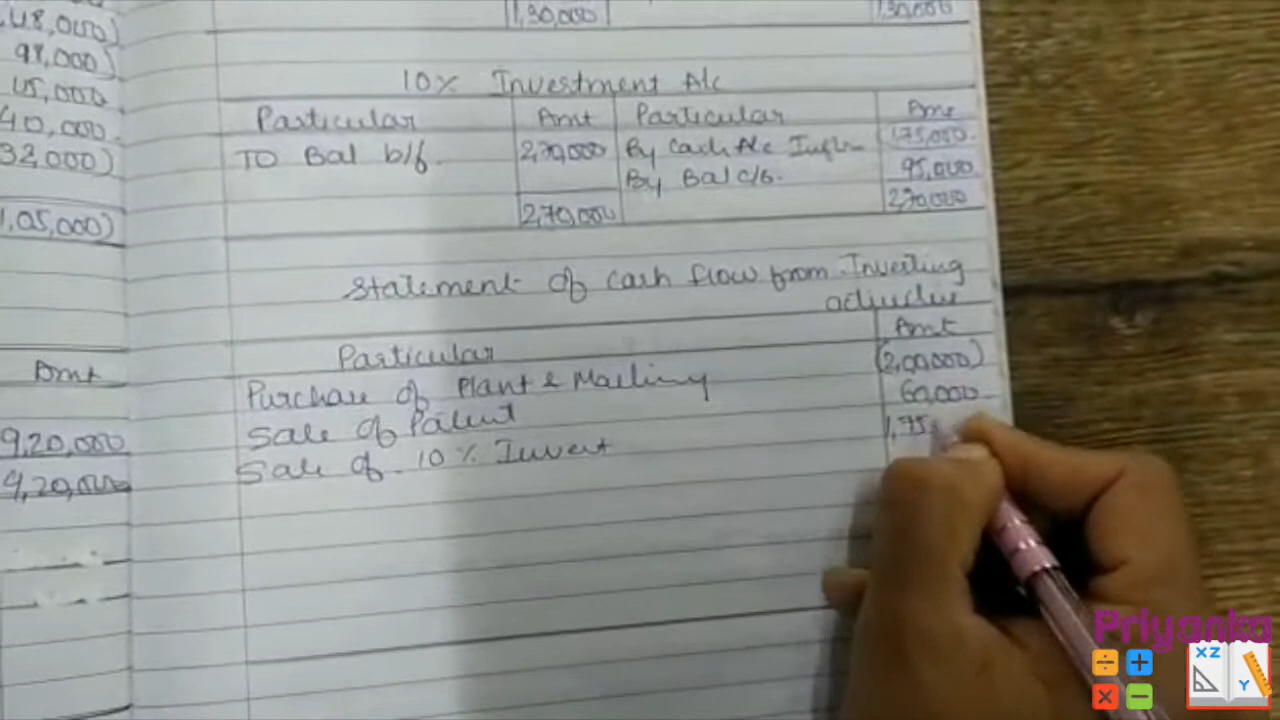 ,48,000)
98,000)
45,000
40,000
32,000)
1,05,000)
Amt
9,20,000
9,20,000
1,30,000 1,30,000
10% Investment A/c
Particular Amt Particular Amt
TO Bal b/f. 2,70,000 By Cash A/c Inflow 1,75,000
By Bal c/f. 95,000
2,70,000 2,70,000
Statement of Cash flow from Investing
Particular Amt
Purchase of Plant & Machinery (2,00,000)
Sale of Patent 60,000
Sale of 10% Invest 1,75,
Priyanka
XZ
Y